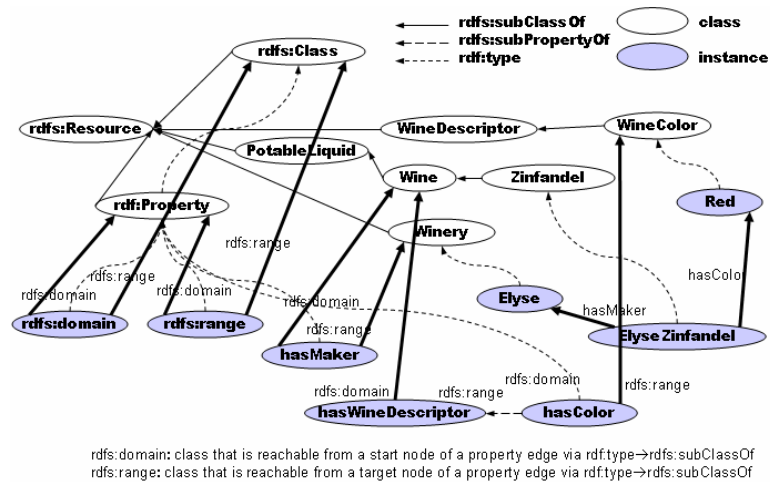 rdfs:subClassOf
class
rdfs:subPropertyOf
rdf:type
instance
rdfs:Class
rdfs:Resource
WineDescriptor
WineColor
PotableLiquid
Wine
Zinfandel
Red
rdf:Property
rdfs:range
Winery
hasColor
rdfs:range
rdfs:domain
rdfs:domain
rdfs:domain
Elyse
hasMaker
rdfs:domain
rdfs:range
rdfs:range
ElyseZinfandel
hasMaker
rdfs:domain
rdfs:range
rdfs:domain
rdfs:range
hasWineDescriptor
hasColor
rdfs:domain: class that is reachable from a start node of a property edge via rdf:type→rdfs:subClassOf
rdfs:range: class that is reachable from a target node of a property edge via rdf:type→rdfs:subClassOf